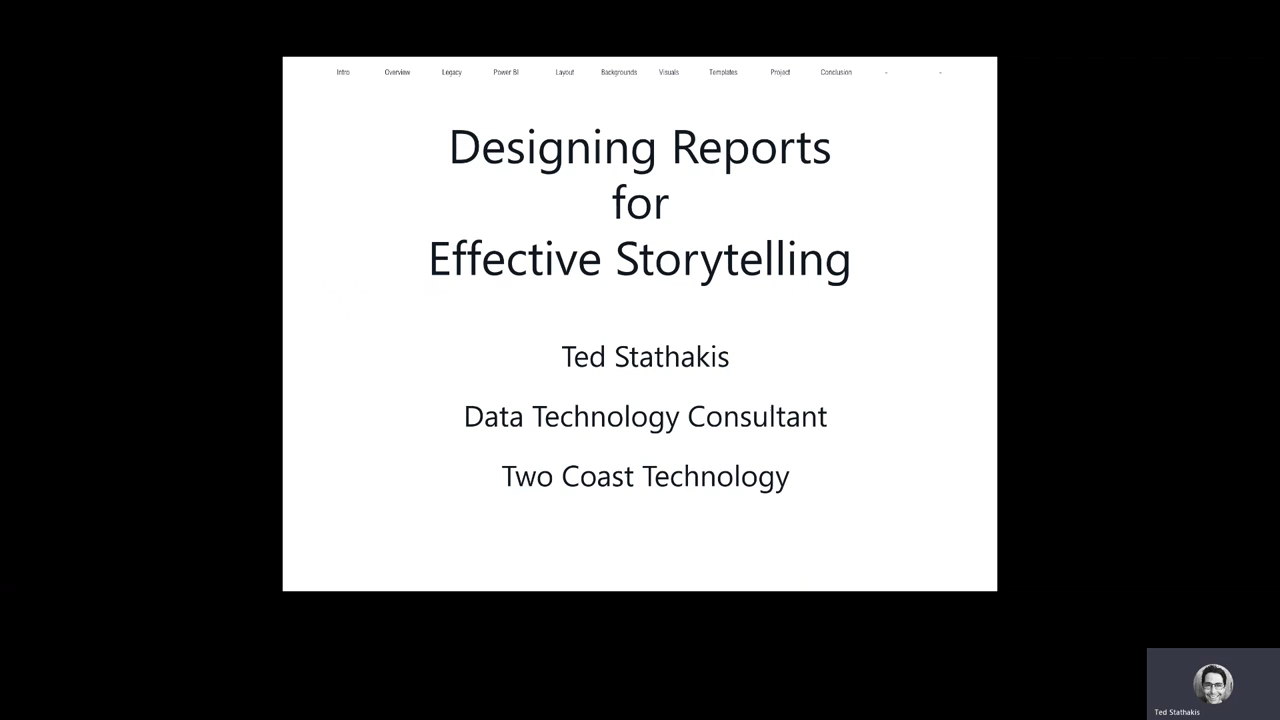 Intro Overview Legacy Power BI Layout Backgrounds Visuals Templates Project Conclusion - -
Designing Reports
for
Effective Storytelling
Ted Stathakis
Data Technology Consultant
Two Coast Technology
Ted Stathakis